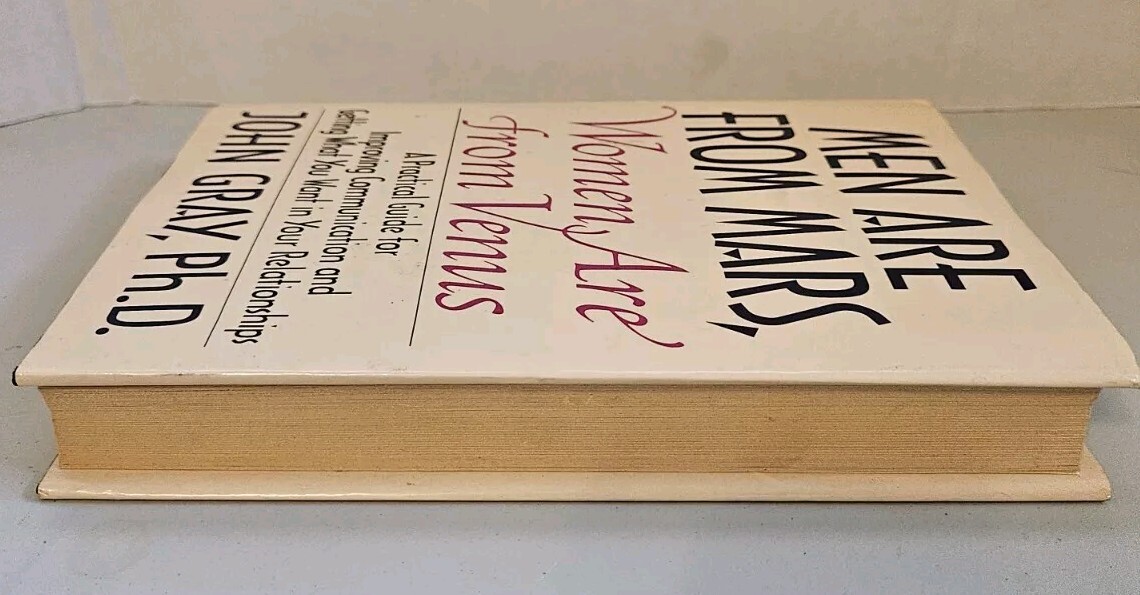 MEN ARE
FROM MARS,
Women Are
from Venus
A Practical Guide for
Improving Communication and
Getting What You Want in Your Relationships
JOHN GRAY, Ph.D.